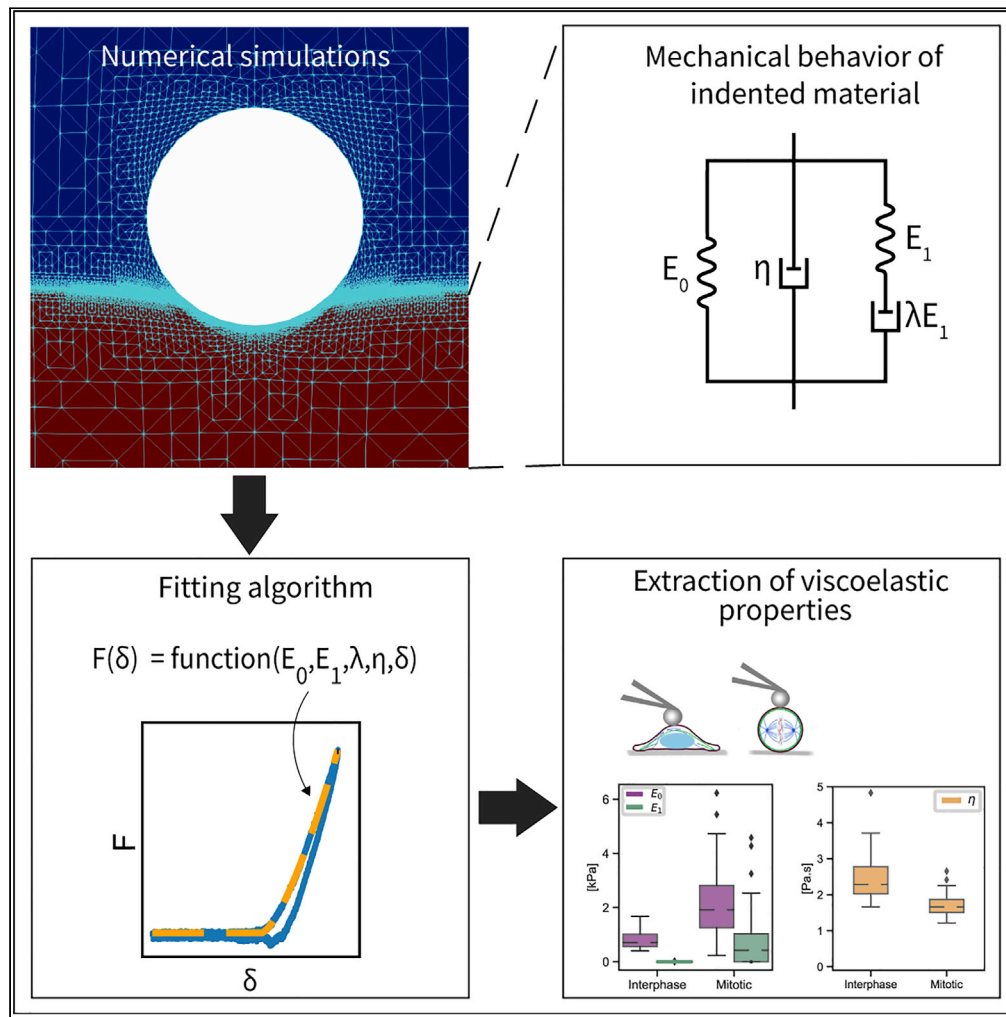 Numerical simulations
Mechanical behavior of
indented material
E₀
η
E₁
λE₁
Fitting algorithm
F(δ) = function(E₀,E₁,λ,η,δ)
F
δ
Extraction of viscoelastic
properties
E₀
E₁
[kPa]
6
4
2
0
Interphase
Mitotic
η
[Pa.s]
5
4
3
2
1
0
Interphase
Mitotic